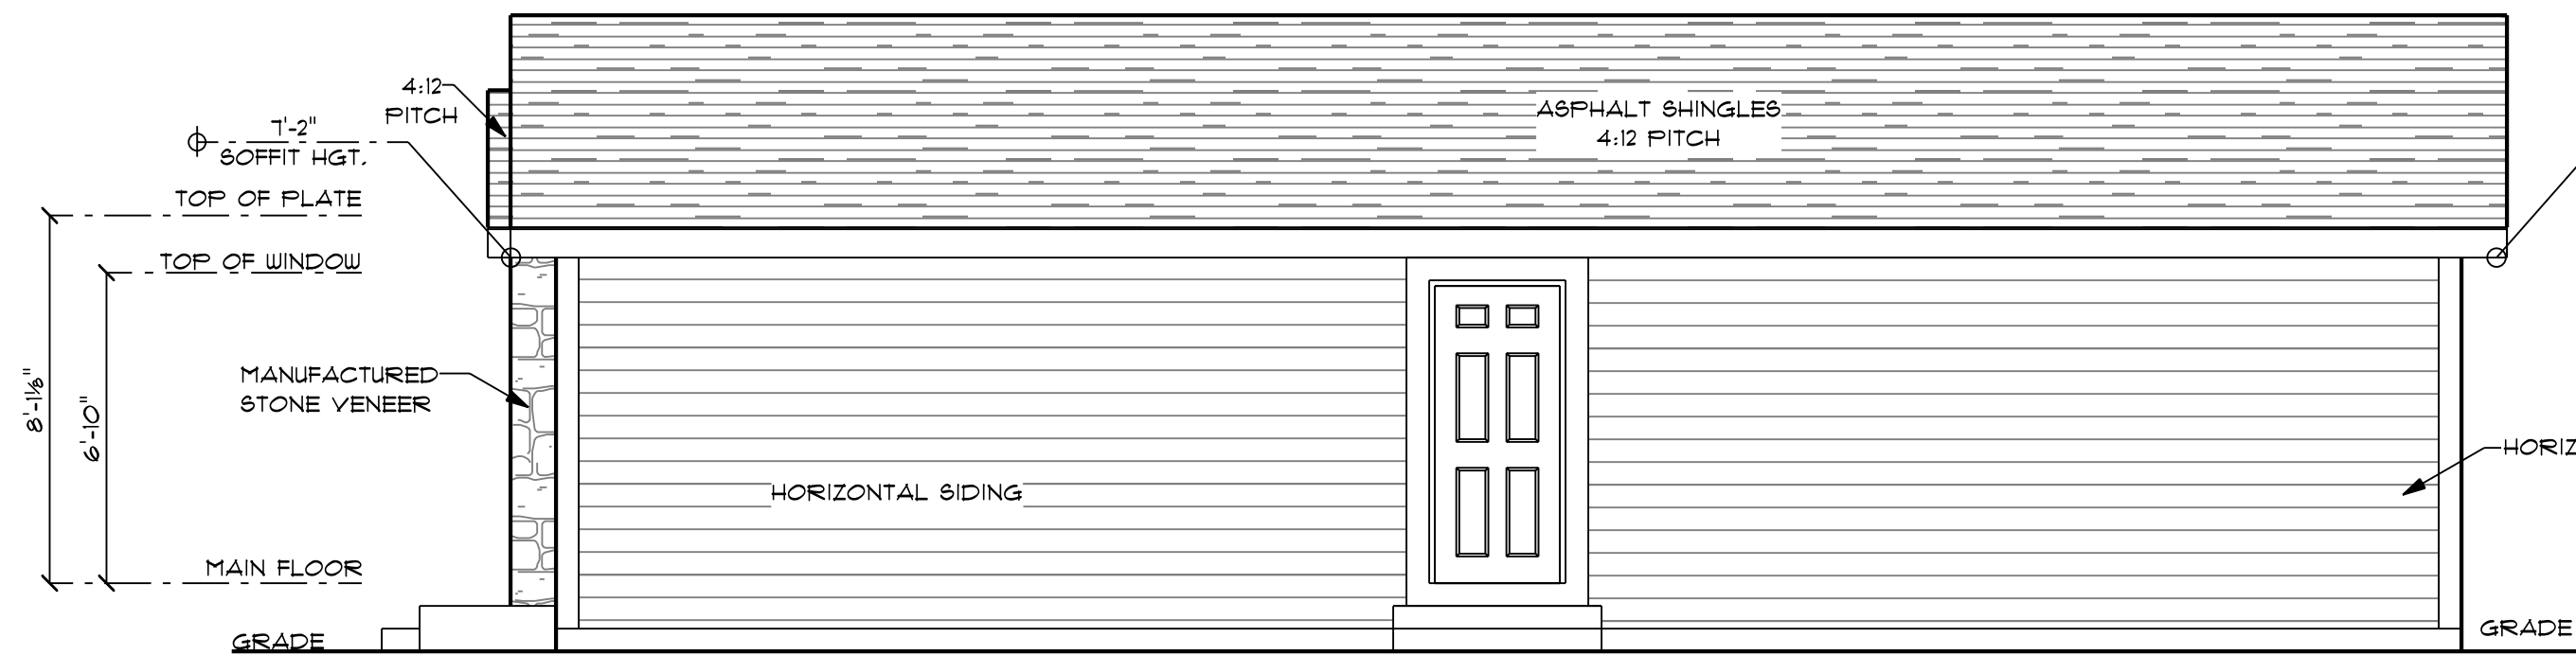 4:12
PITCH
7'-2"
SOFFIT HGT.
TOP OF PLATE
TOP OF WINDOW
ASPHALT SHINGLES
4:12 PITCH
8'-1⅛"
6'-10"
MANUFACTURED
STONE VENEER
HORIZONTAL SIDING
MAIN FLOOR
GRADE
GRADE